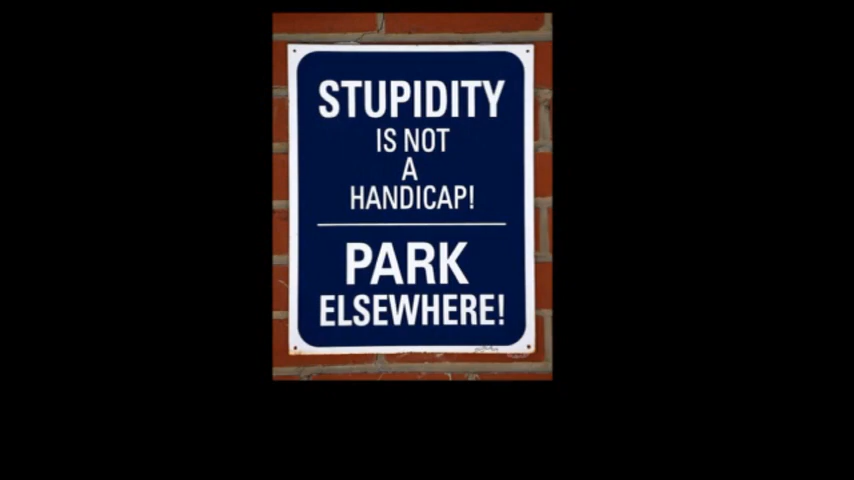 STUPIDITY
IS NOT
A
HANDICAP!
PARK
ELSEWHERE!